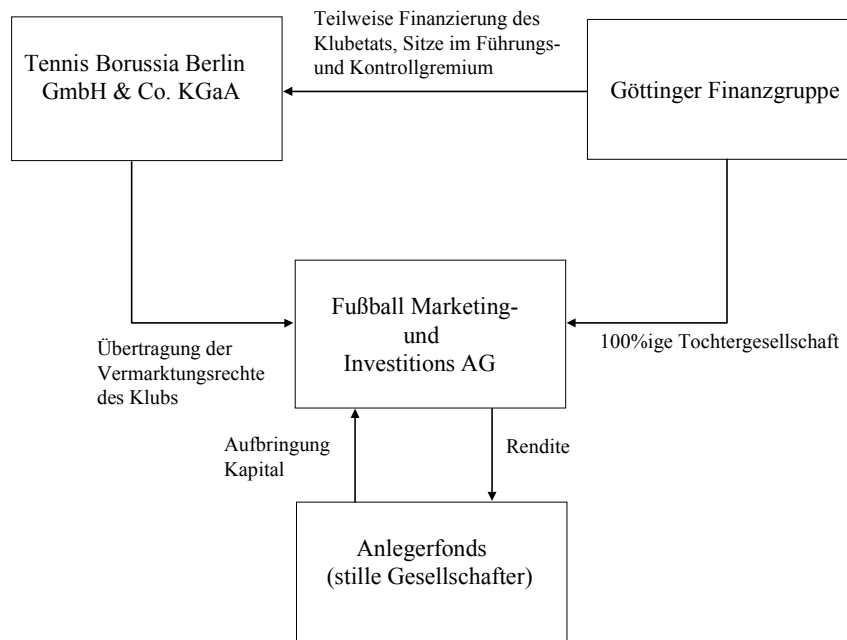 Teilweise Finanzierung des
Klubetats, Sitze im Führungs-
und Kontrollgremium
Tennis Borussia Berlin
GmbH & Co. KGaA
Göttinger Finanzgruppe
Fußball Marketing-
und
Investitions AG
Übertragung der
Vermarktungsrechte
des Klubs
100%ige Tochtergesellschaft
Aufbringung
Kapital
Rendite
Anlegerfonds
(stille Gesellschafter)